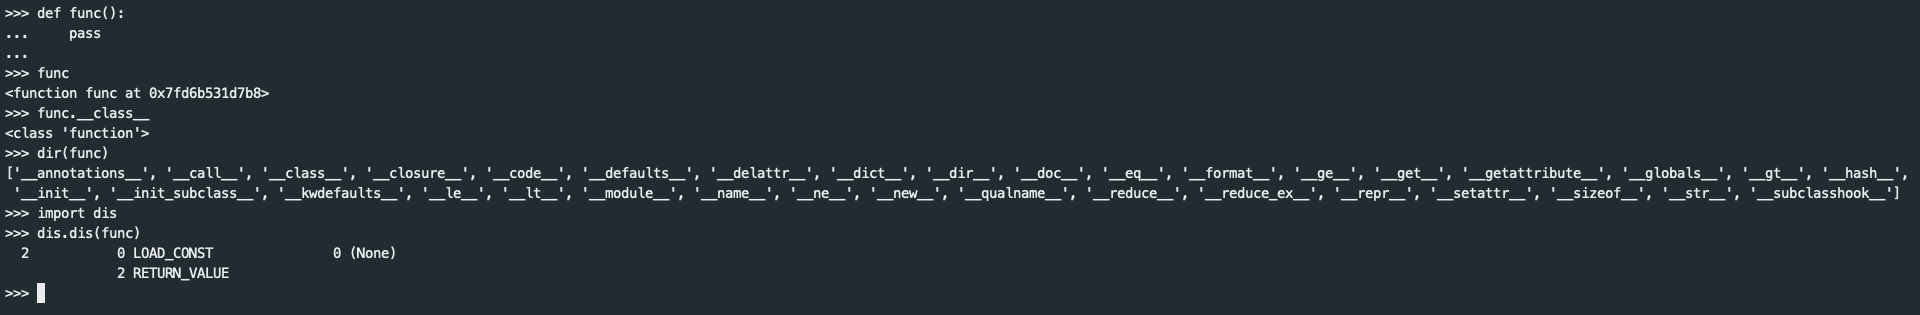 >>> def func():
...     pass
...
>>> func
<function func at 0x7fd6b531d7b8>
>>> func.__class__
<class 'function'>
>>> dir(func)
['__annotations__', '__call__', '__class__', '__closure__', '__code__', '__defaults__', '__delattr__', '__dict__', '__dir__', '__doc__', '__eq__', '__format__', '__ge__', '__get__', '__getattribute__', '__globals__', '__gt__', '__hash__',
 '__init__', '__init_subclass__', '__kwdefaults__', '__le__', '__lt__', '__module__', '__name__', '__ne__', '__new__', '__qualname__', '__reduce__', '__reduce_ex__', '__repr__', '__setattr__', '__sizeof__', '__str__', '__subclasshook__']
>>> import dis
>>> dis.dis(func)
  2           0 LOAD_CONST               0 (None)
              2 RETURN_VALUE
>>>